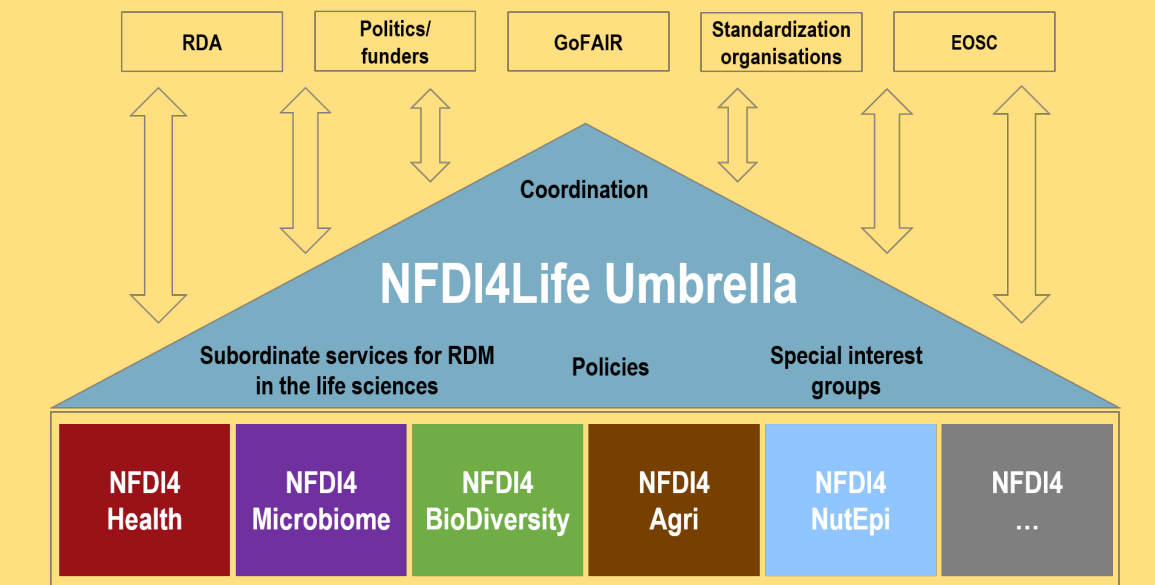 RDA
Politics/
funders
GoFAIR
Standardization
organisations
EOSC
Coordination
NFDI4Life Umbrella
Subordinate services for RDM
in the life sciences
Policies
Special interest
groups
NFDI4
Health
NFDI4
Microbiome
NFDI4
BioDiversity
NFDI4
Agri
NFDI4
NutEpi
NFDI4
...